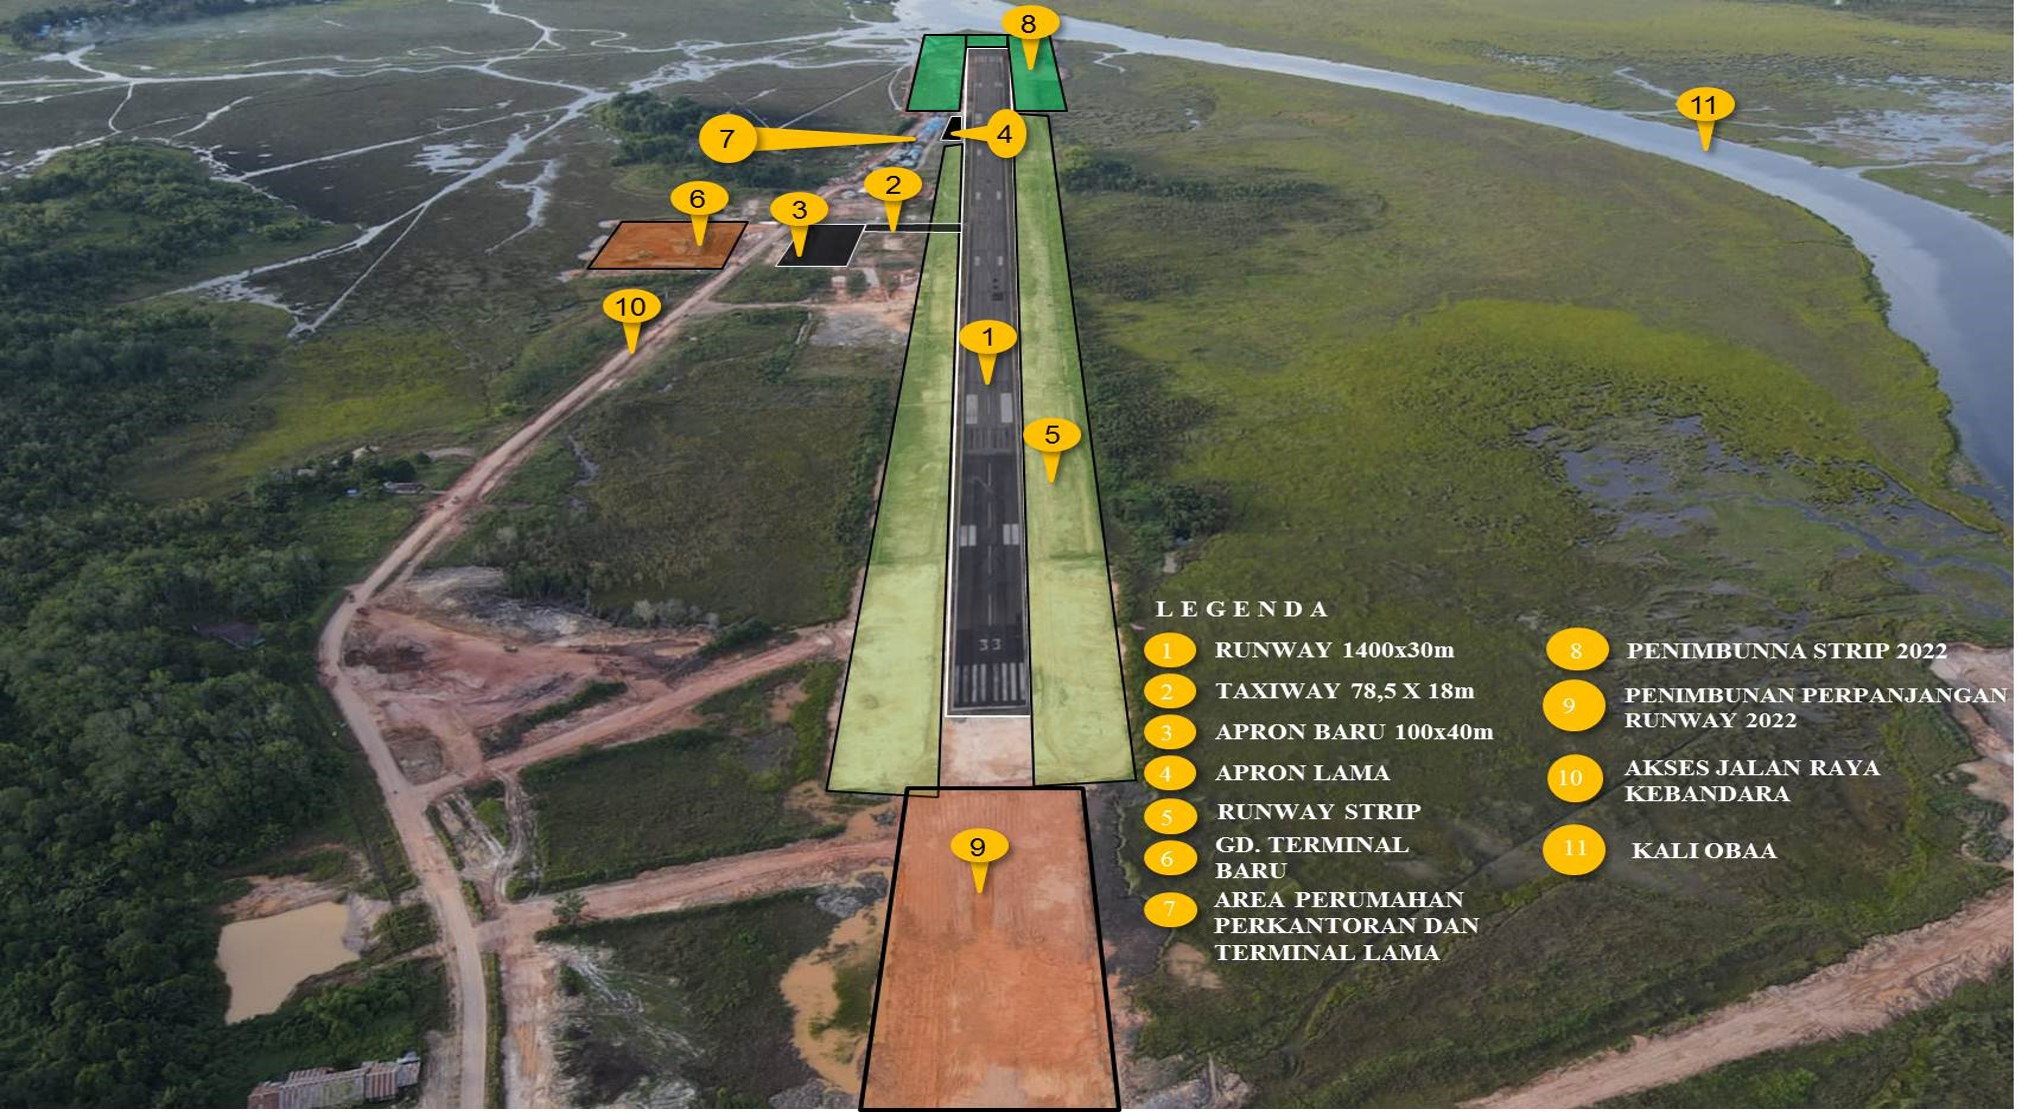 8
11
7
4
2
6
3
10
1
5
33
9
LEGENDA
1 RUNWAY 1400x30m
2 TAXIWAY 78,5 X 18m
3 APRON BARU 100x40m
4 APRON LAMA
5 RUNWAY STRIP
6 GD. TERMINAL
BARU
7 AREA PERUMAHAN
PERKANTORAN DAN
TERMINAL LAMA
8 PENIMBUNNA STRIP 2022
9 PENIMBUNAN PERPANJANGAN
RUNWAY 2022
10 AKSES JALAN RAYA
KEBANDARA
11 KALI OBAA